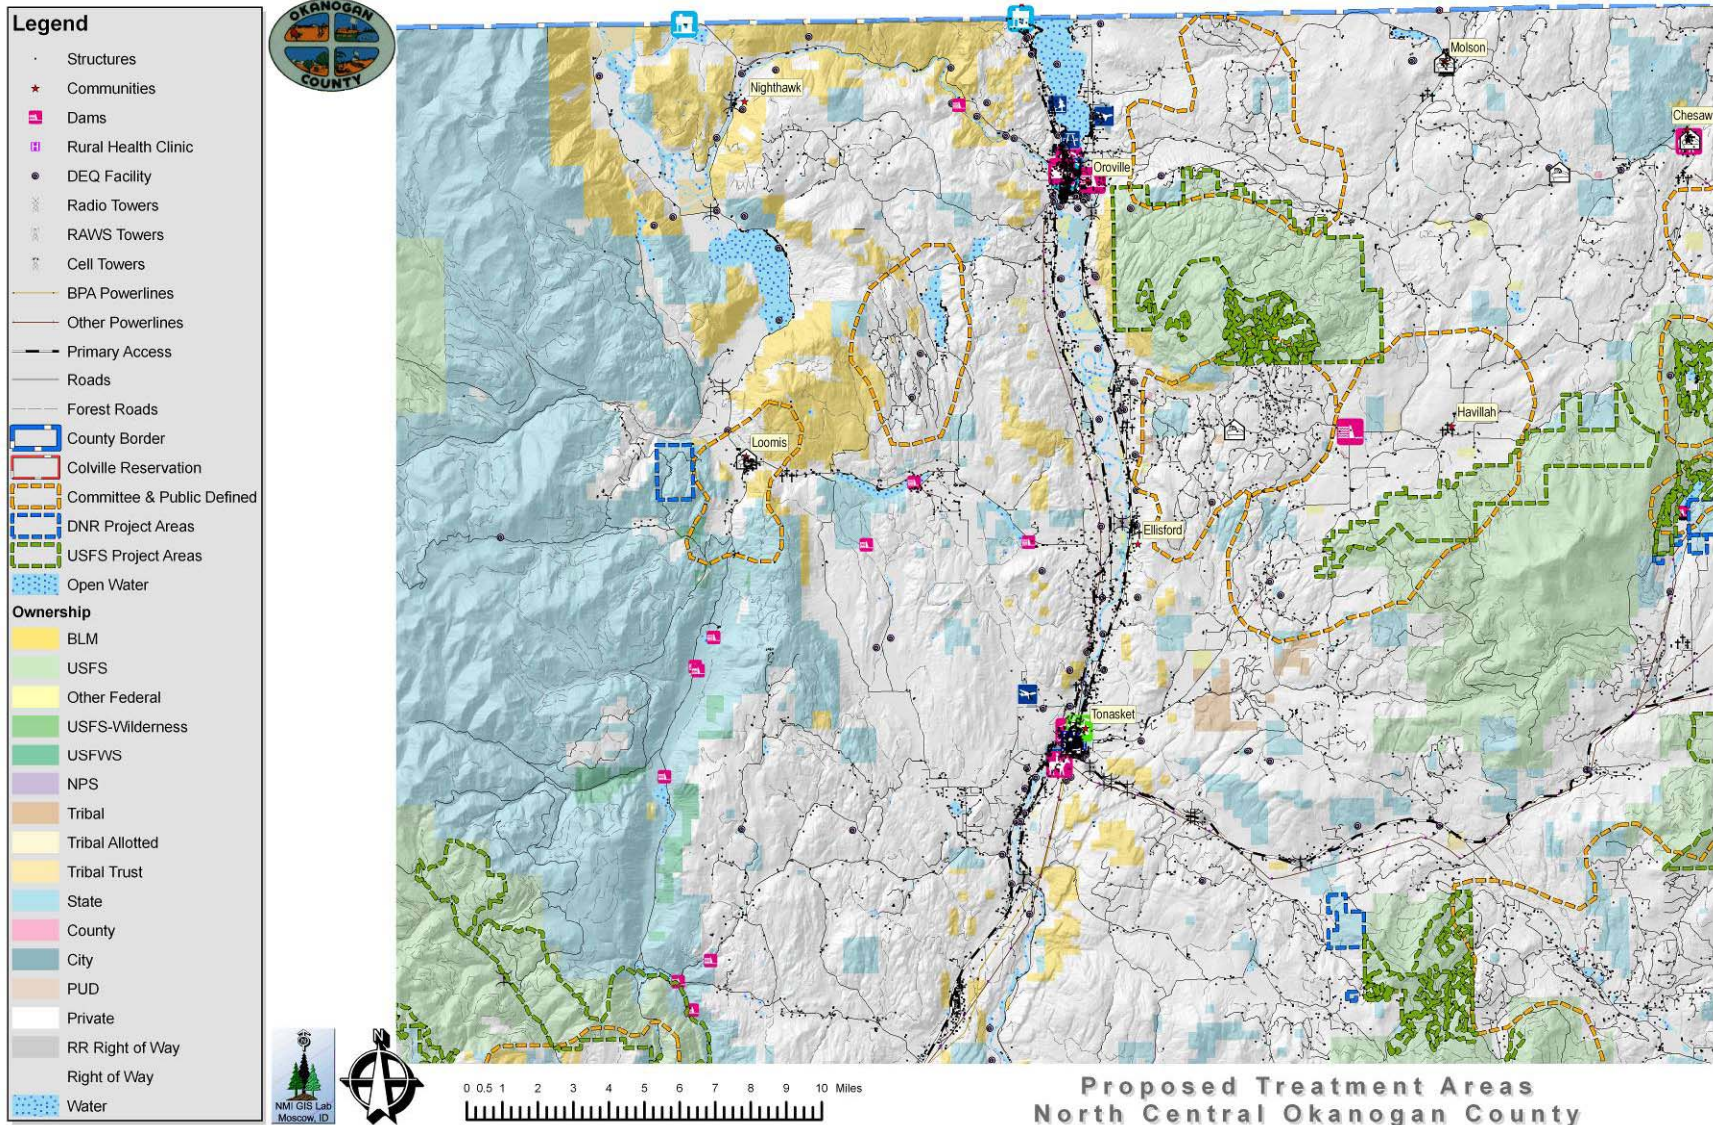 Legend
Structures
Communities
Dams
Rural Health Clinic
DEQ Facility
Radio Towers
RAWS Towers
Cell Towers
BPA Powerlines
Other Powerlines
Primary Access
Roads
Forest Roads
County Border
Colville Reservation
Committee & Public Defined
DNR Project Areas
USFS Project Areas
Open Water
Ownership
BLM
USFS
Other Federal
USFS-Wilderness
USFWS
NPS
Tribal
Tribal Allotted
Tribal Trust
State
County
City
PUD
Private
RR Right of Way
Right of Way
Water
OKANOGAN
COUNTY
Molson
Nighthawk
Chesaw
Oroville
Havillah
Loomis
Ellisford
Tonasket
NMI GIS Lab
Moscow, ID
N
0 0.5 1 2 3 4 5 6 7 8 9 10 Miles
Proposed Treatment Areas
North Central Okanogan County